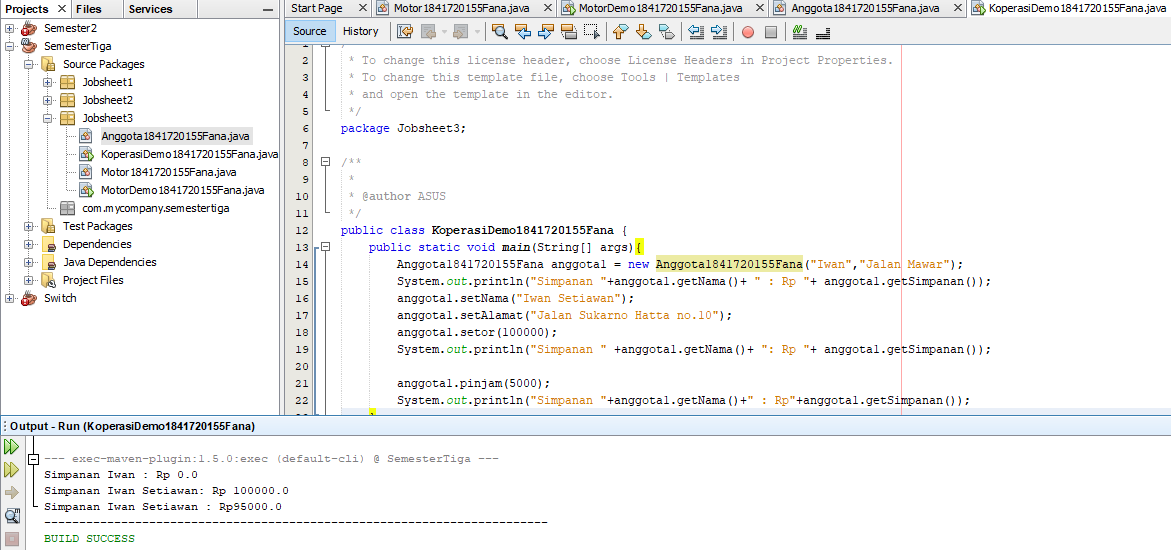 Projects
Files
Services
Semester2
SemesterTiga
Source Packages
Jobsheet1
Jobsheet2
Jobsheet3
Anggota1841720155Fana.java
KoperasiDemo1841720155Fana.java
Motor1841720155Fana.java
MotorDemo1841720155Fana.java
com.mycompany.semestertiga
Test Packages
Dependencies
Java Dependencies
Project Files
Switch
Start Page
Motor1841720155Fana.java
MotorDemo1841720155Fana.java
Anggota1841720155Fana.java
KoperasiDemo1841720155Fana.java
Source History
2 * To change this license header, choose License Headers in Project Properties.
3 * To change this template file, choose Tools | Templates
4 * and open the template in the editor.
5 */
6 package Jobsheet3;
7
8 /**
9 *
10 * @author ASUS
11 */
12 public class KoperasiDemo1841720155Fana {
13 public static void main(String[] args){
14 Anggota1841720155Fana anggota1 = new Anggota1841720155Fana("Iwan","Jalan Mawar");
15 System.out.println("Simpanan "+anggota1.getNama()+ " : Rp "+ anggota1.getSimpanan());
16 anggota1.setNama("Iwan Setiawan");
17 anggota1.setAlamat("Jalan Sukarno Hatta no.10");
18 anggota1.setor(100000);
19 System.out.println("Simpanan " +anggota1.getNama()+ ": Rp "+ anggota1.getSimpanan());
20
21 anggota1.pinjam(5000);
22 System.out.println("Simpanan "+anggota1.getNama()+" : Rp"+anggota1.getSimpanan());
Output - Run (KoperasiDemo1841720155Fana)
--- exec-maven-plugin:1.5.0:exec (default-cli) @ SemesterTiga ---
Simpanan Iwan : Rp 0.0
Simpanan Iwan Setiawan: Rp 100000.0
Simpanan Iwan Setiawan : Rp95000.0
------------------------------------------------------------------------
BUILD SUCCESS